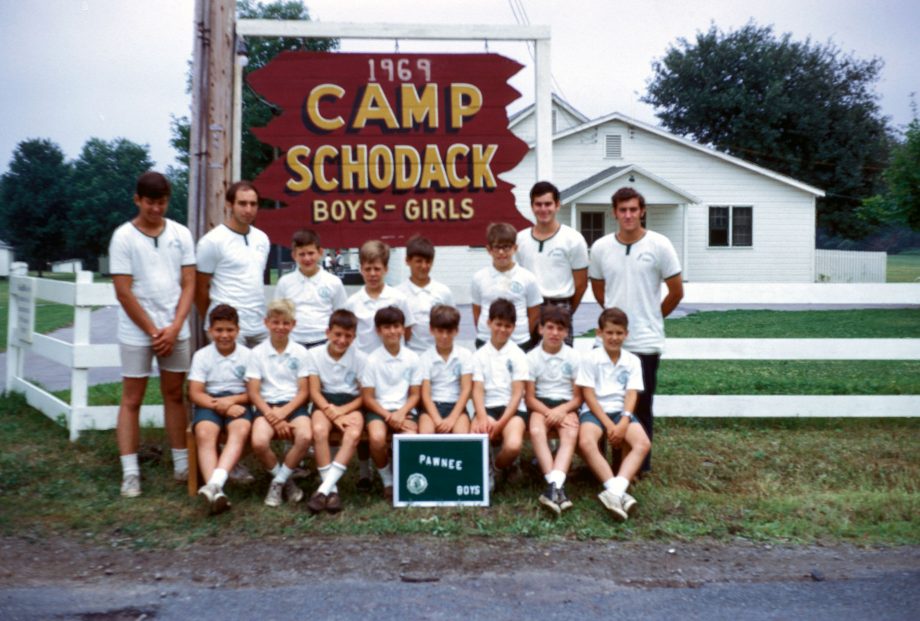 1969
CAMP
SCHODACK
BOYS - GIRLS
PAWNEE
BOYS